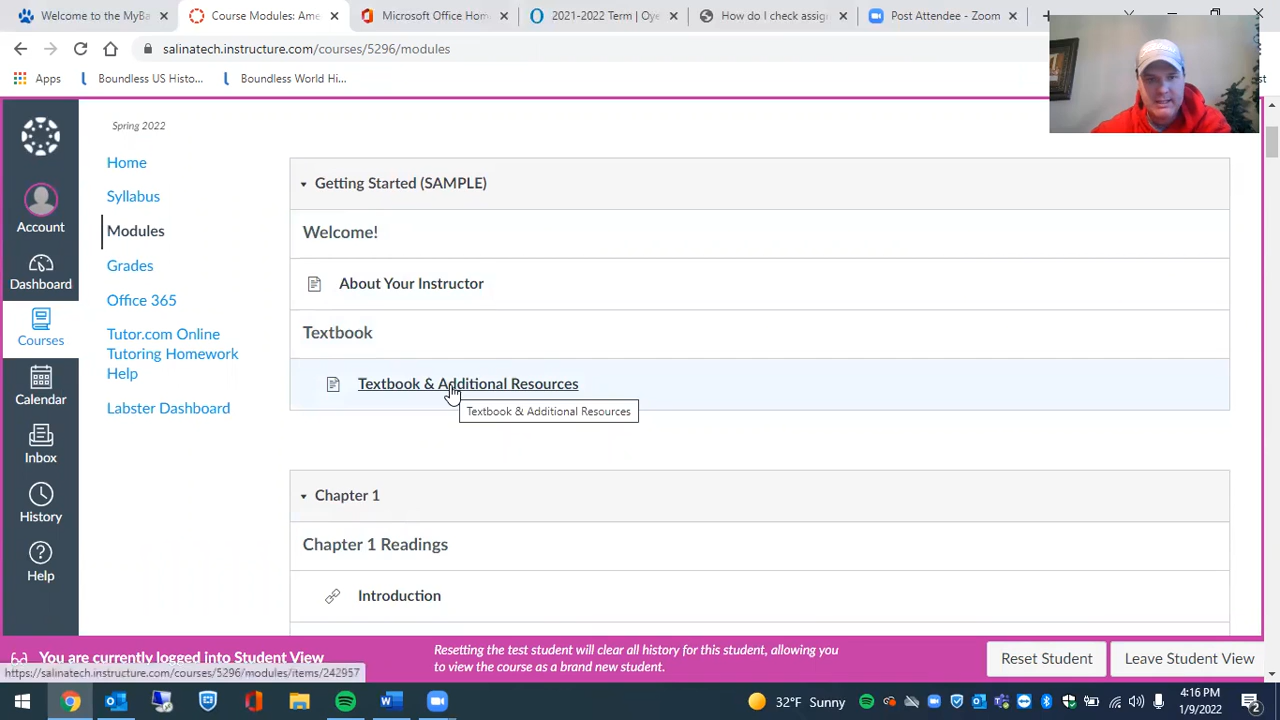 Welcome to the MyBa
Course Modules: Ame
Microsoft Office Home
2021-2022 Term | Oye
How do I check assig
Post Attendee - Zoom
salinatech.instructure.com/courses/5296/modules
Apps
Boundless US Histo...
Boundless World Hi...
Spring 2022
Home
Syllabus
Modules
Grades
Office 365
Tutor.com Online
Tutoring Homework
Help
Labster Dashboard
Account
Dashboard
Courses
Calendar
Inbox
History
Help
Getting Started (SAMPLE)
Welcome!
About Your Instructor
Textbook
Textbook & Additional Resources
Textbook & Additional Resources
Chapter 1
Chapter 1 Readings
Introduction
You are currently logged into Student View
Resetting the test student will clear all history for this student, allowing you
to view the course as a brand new student.
Reset Student
Leave Student View
https://salinatech.instructure.com/courses/5296/modules/items/242957
32°F Sunny
4:16 PM
1/9/2022
2